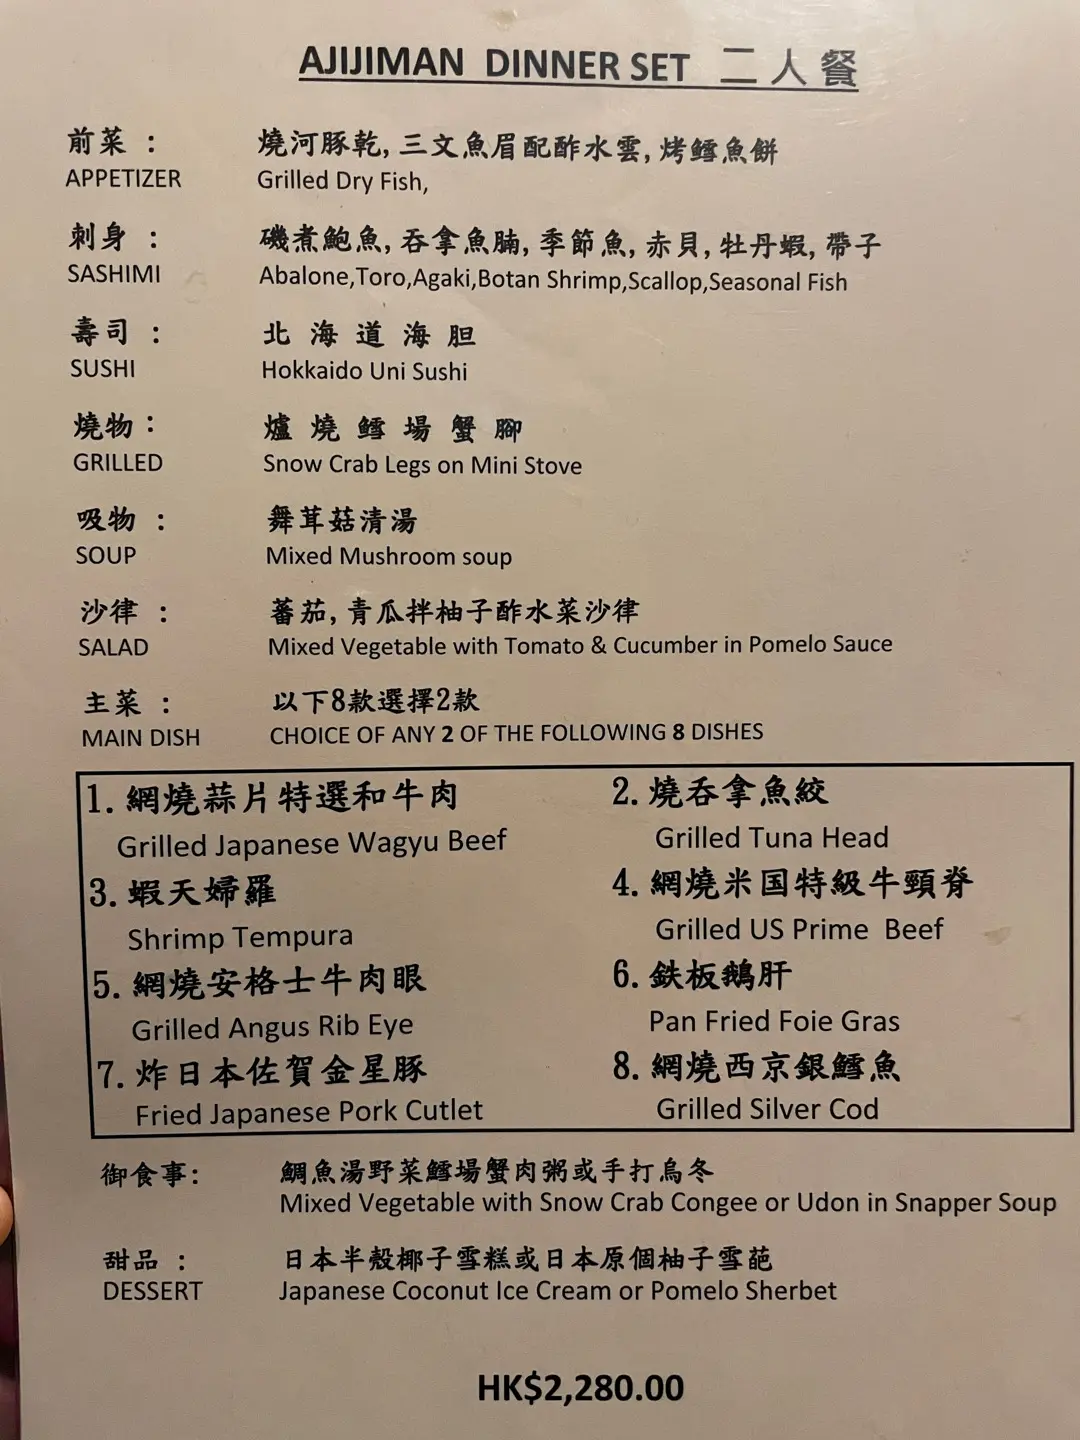 AJIJIMAN DINNER SET 二人餐
前菜 : 燒河豚乾, 三文魚眉配酢水雲, 烤鱈魚餅
APPETIZER Grilled Dry Fish,
刺身 : 磯煮鮑魚, 吞拿魚腩, 季節魚, 赤貝, 牡丹蝦, 帶子
SASHIMI Abalone,Toro,Agaki,Botan Shrimp,Scallop,Seasonal Fish
壽司 : 北海道海胆
SUSHI Hokkaido Uni Sushi
燒物 : 爐燒鱈場蟹腳
GRILLED Snow Crab Legs on Mini Stove
吸物 : 舞茸菇清湯
SOUP Mixed Mushroom soup
沙律 : 蕃茄, 青瓜拌柚子酢水菜沙律
SALAD Mixed Vegetable with Tomato & Cucumber in Pomelo Sauce
主菜 : 以下8款選擇2款
MAIN DISH CHOICE OF ANY 2 OF THE FOLLOWING 8 DISHES
1. 網燒蒜片特選和牛肉 2. 燒吞拿魚絞
Grilled Japanese Wagyu Beef Grilled Tuna Head
3. 蝦天婦羅 4. 網燒米国特級牛頸脊
Shrimp Tempura Grilled US Prime Beef
5. 網燒安格士牛肉眼 6. 鉄板鵝肝
Grilled Angus Rib Eye Pan Fried Foie Gras
7. 炸日本佐賀金星豚 8. 網燒西京銀鱈魚
Fried Japanese Pork Cutlet Grilled Silver Cod
御食事: 鯛魚湯野菜鱈場蟹肉粥或手打烏冬
Mixed Vegetable with Snow Crab Congee or Udon in Snapper Soup
甜品 : 日本半殼椰子雪糕或日本原個柚子雪葩
DESSERT Japanese Coconut Ice Cream or Pomelo Sherbet
HK$2,280.00